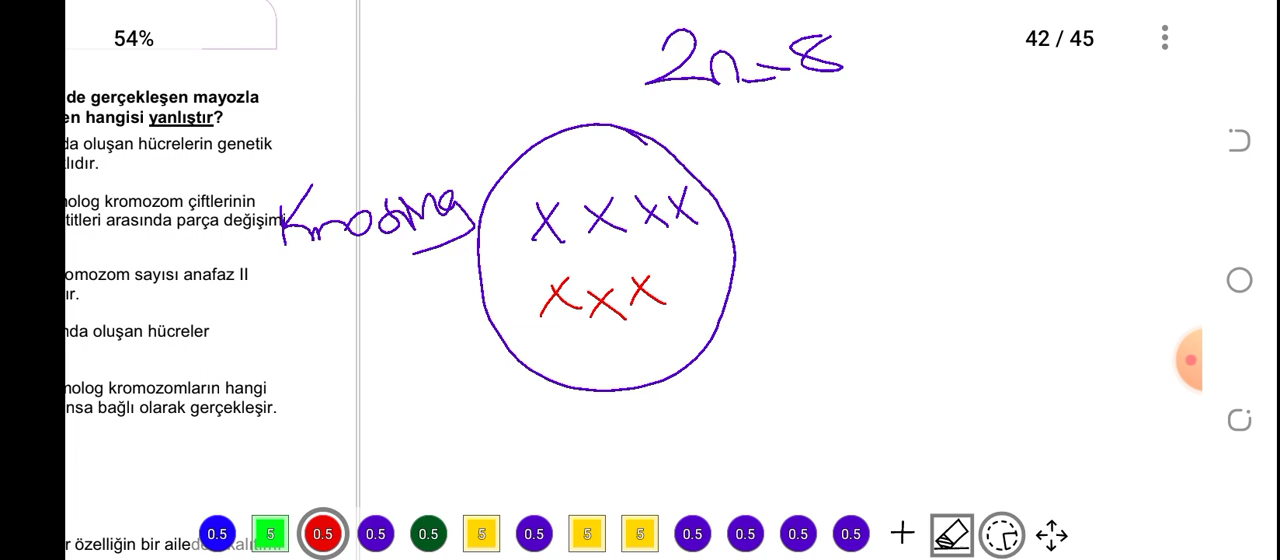 54%
42 / 45
2n=8
de gerçekleşen mayozla
en hangisi yanlıştır?
da oluşan hücrelerin genetik
lıdır.
nolog kromozom çiftlerinin
titleri arasında parça değişimi
omozom sayısı anafaz II
ır.
nda oluşan hücreler
nolog kromozomların hangi
nsa bağlı olarak gerçekleşir.
X X X X
X X X
r özelliğin bir ailede
0.5 5 0.5 0.5 0.5 5 0.5 5 5 0.5 0.5 0.5 0.5